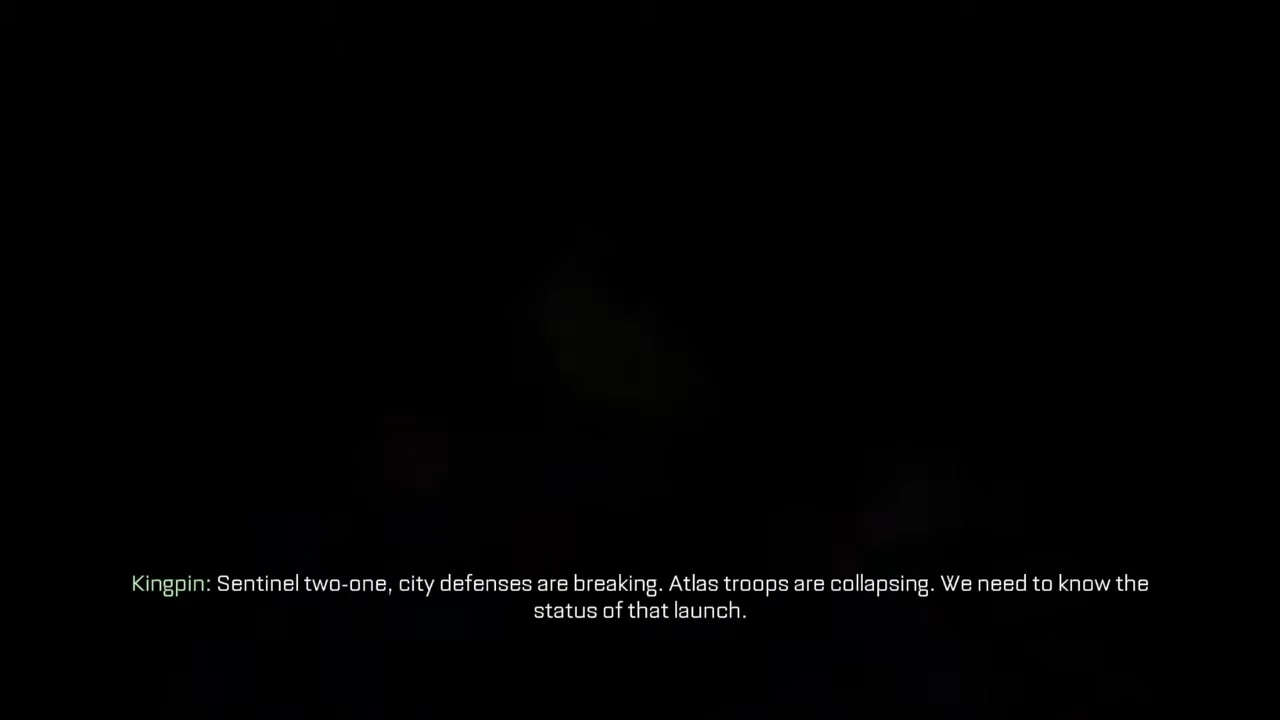 Kingpin: Sentinel two-one, city defenses are breaking. Atlas troops are collapsing. We need to know the
status of that launch.